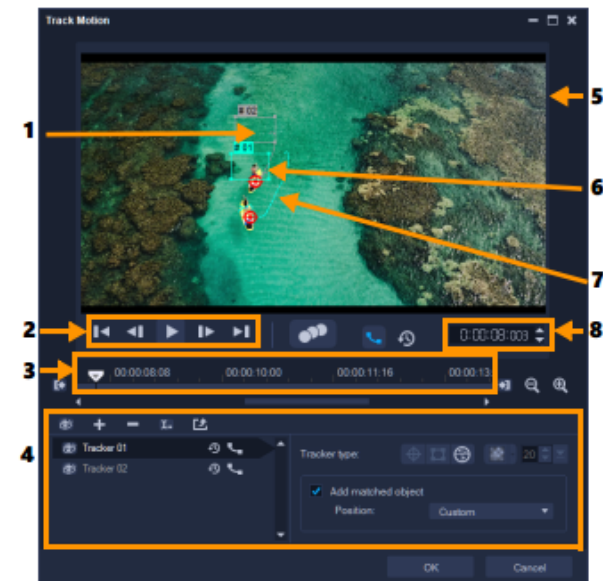 Track Motion
5
# 02
1
# 01
6
7
2
0:00:08:003
8
3
00:00:08:08 00:00:10:00 00:00:11:16 00:00:13:
4
Tracker 01
Tracker type:
20
Tracker 02
Add matched object
Position: Custom
OK Cancel